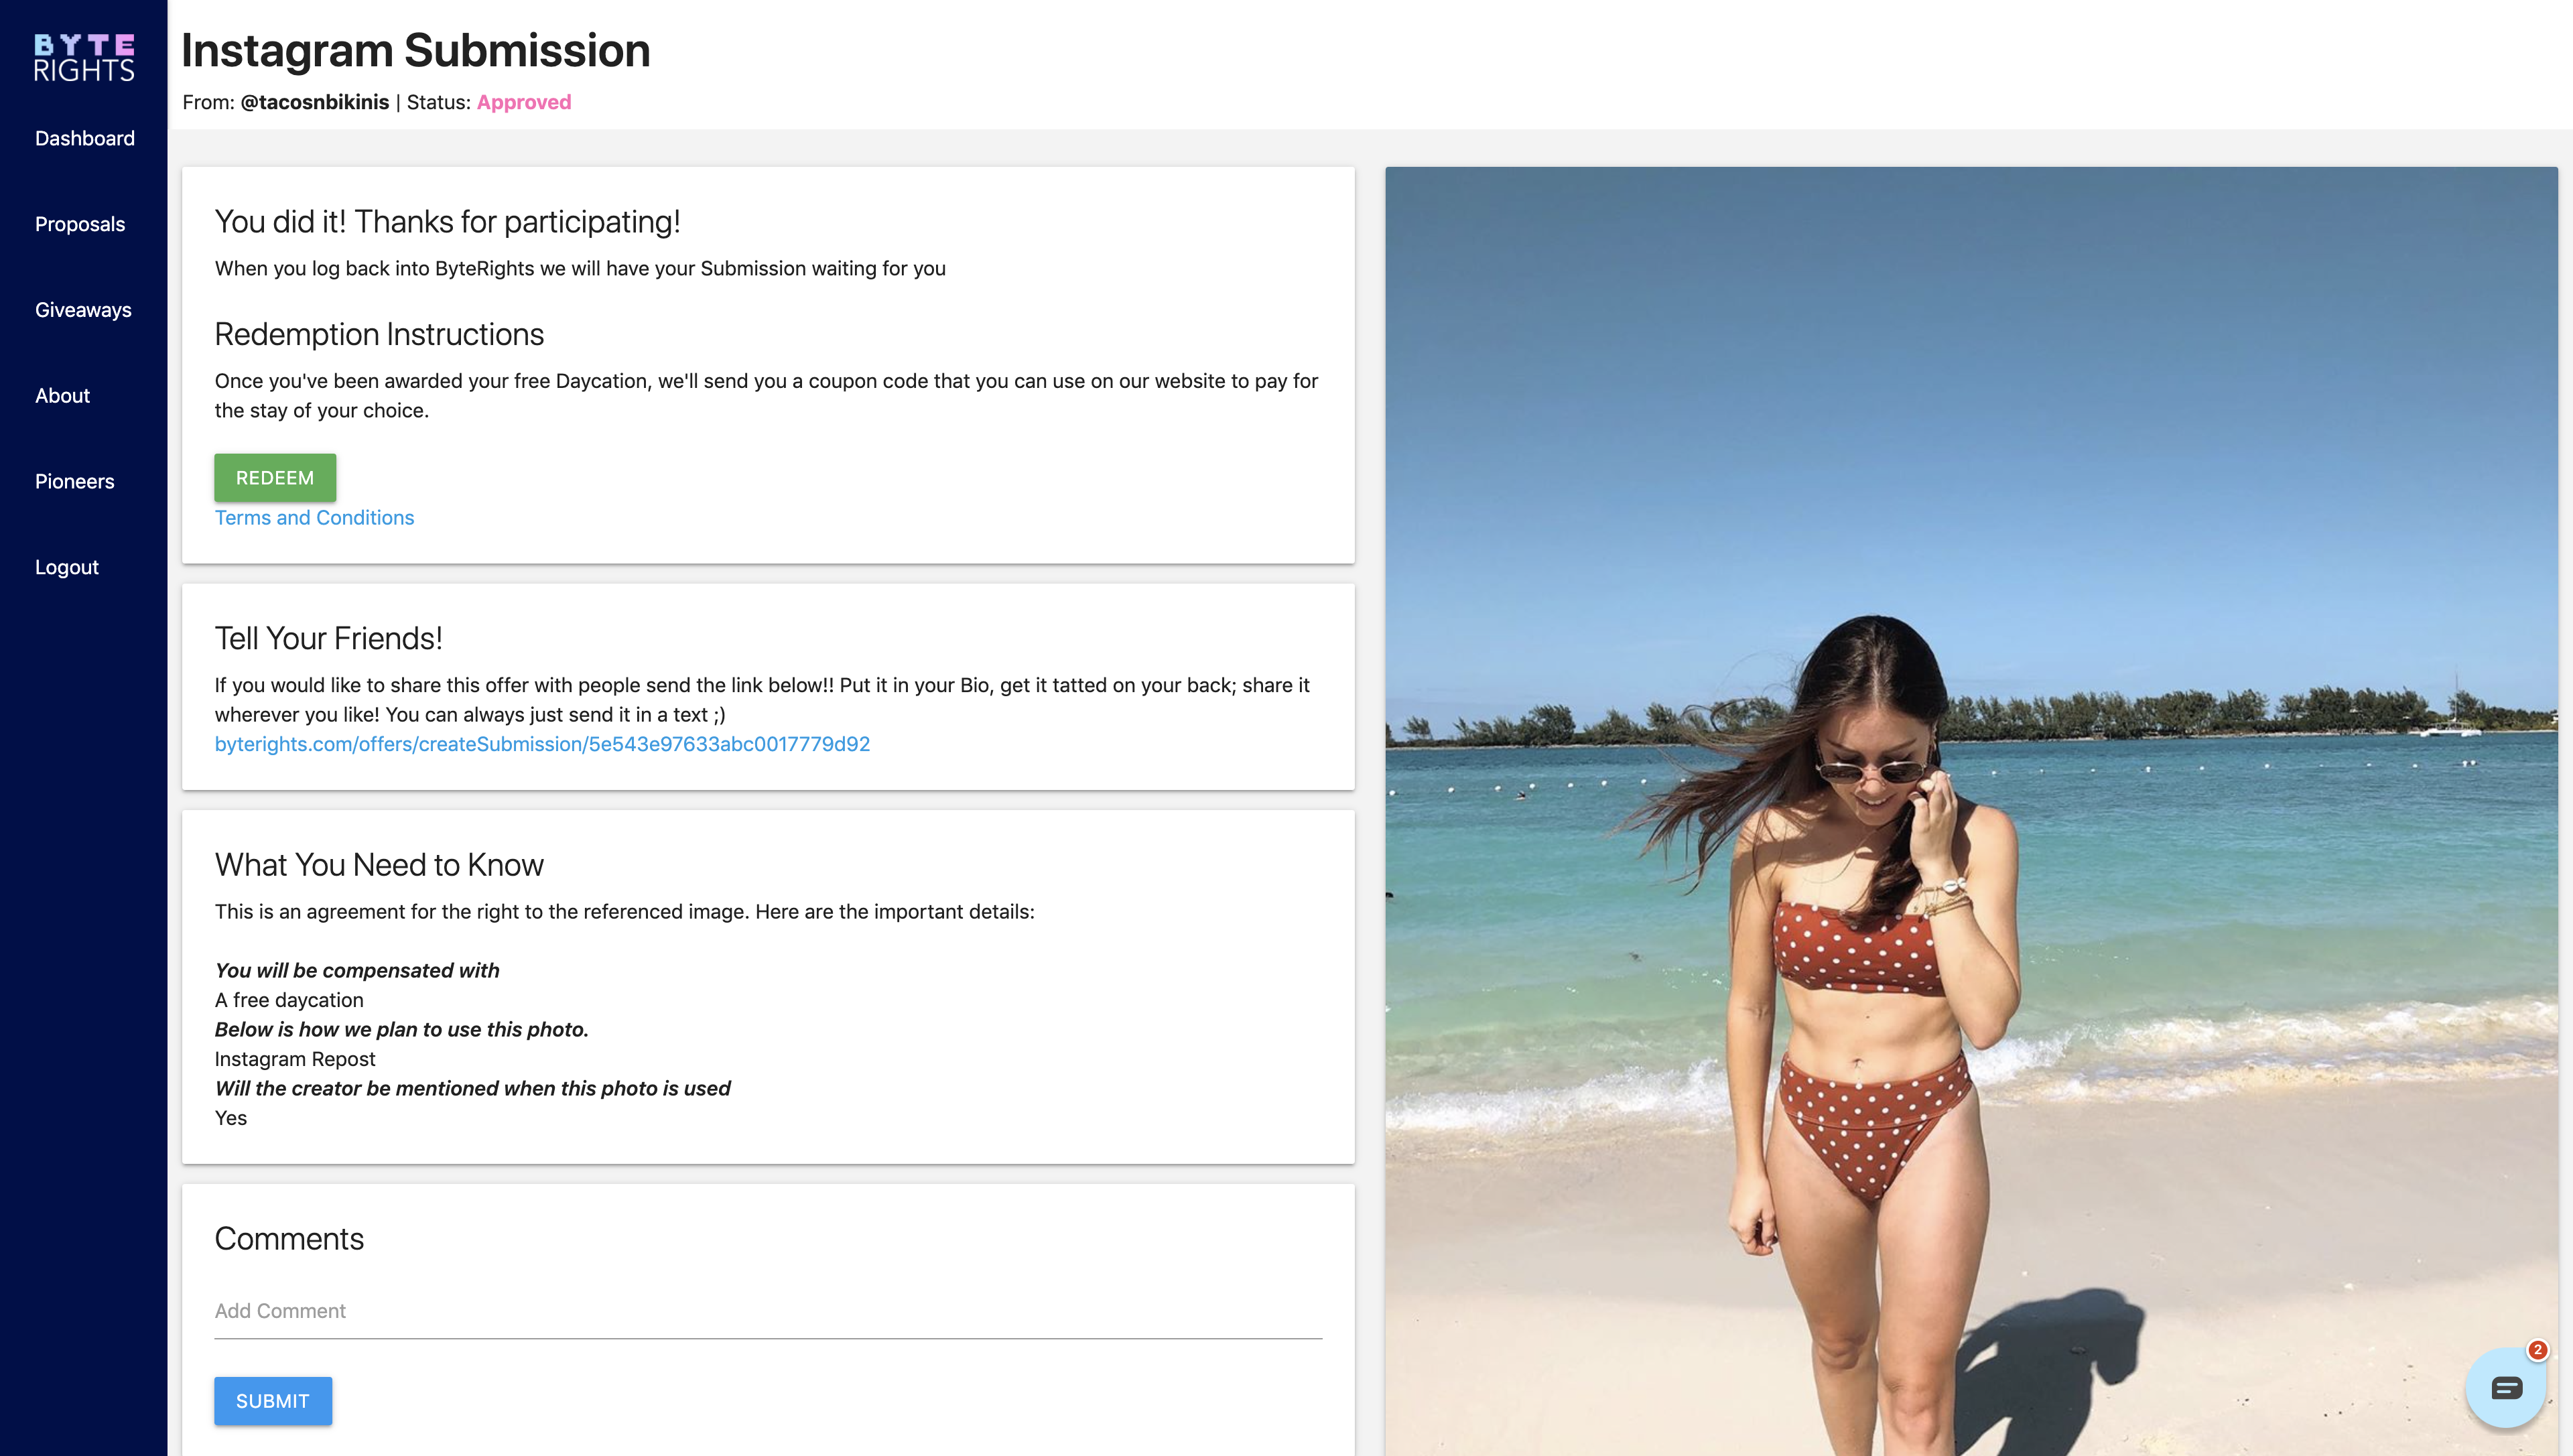 BYTE
RIGHTS
Dashboard
Proposals
Giveaways
About
Pioneers
Logout
Instagram Submission
From: @tacosnbikinis | Status: Approved
You did it! Thanks for participating!
When you log back into ByteRights we will have your Submission waiting for you
Redemption Instructions
Once you've been awarded your free Daycation, we'll send you a coupon code that you can use on our website to pay for
the stay of your choice.
REDEEM
Terms and Conditions
Tell Your Friends!
If you would like to share this offer with people send the link below!! Put it in your Bio, get it tatted on your back; share it
wherever you like! You can always just send it in a text ;)
byterights.com/offers/createSubmission/5e543e97633abc0017779d92
What You Need to Know
This is an agreement for the right to the referenced image. Here are the important details:
You will be compensated with
A free daycation
Below is how we plan to use this photo.
Instagram Repost
Will the creator be mentioned when this photo is used
Yes
Comments
Add Comment
SUBMIT
2